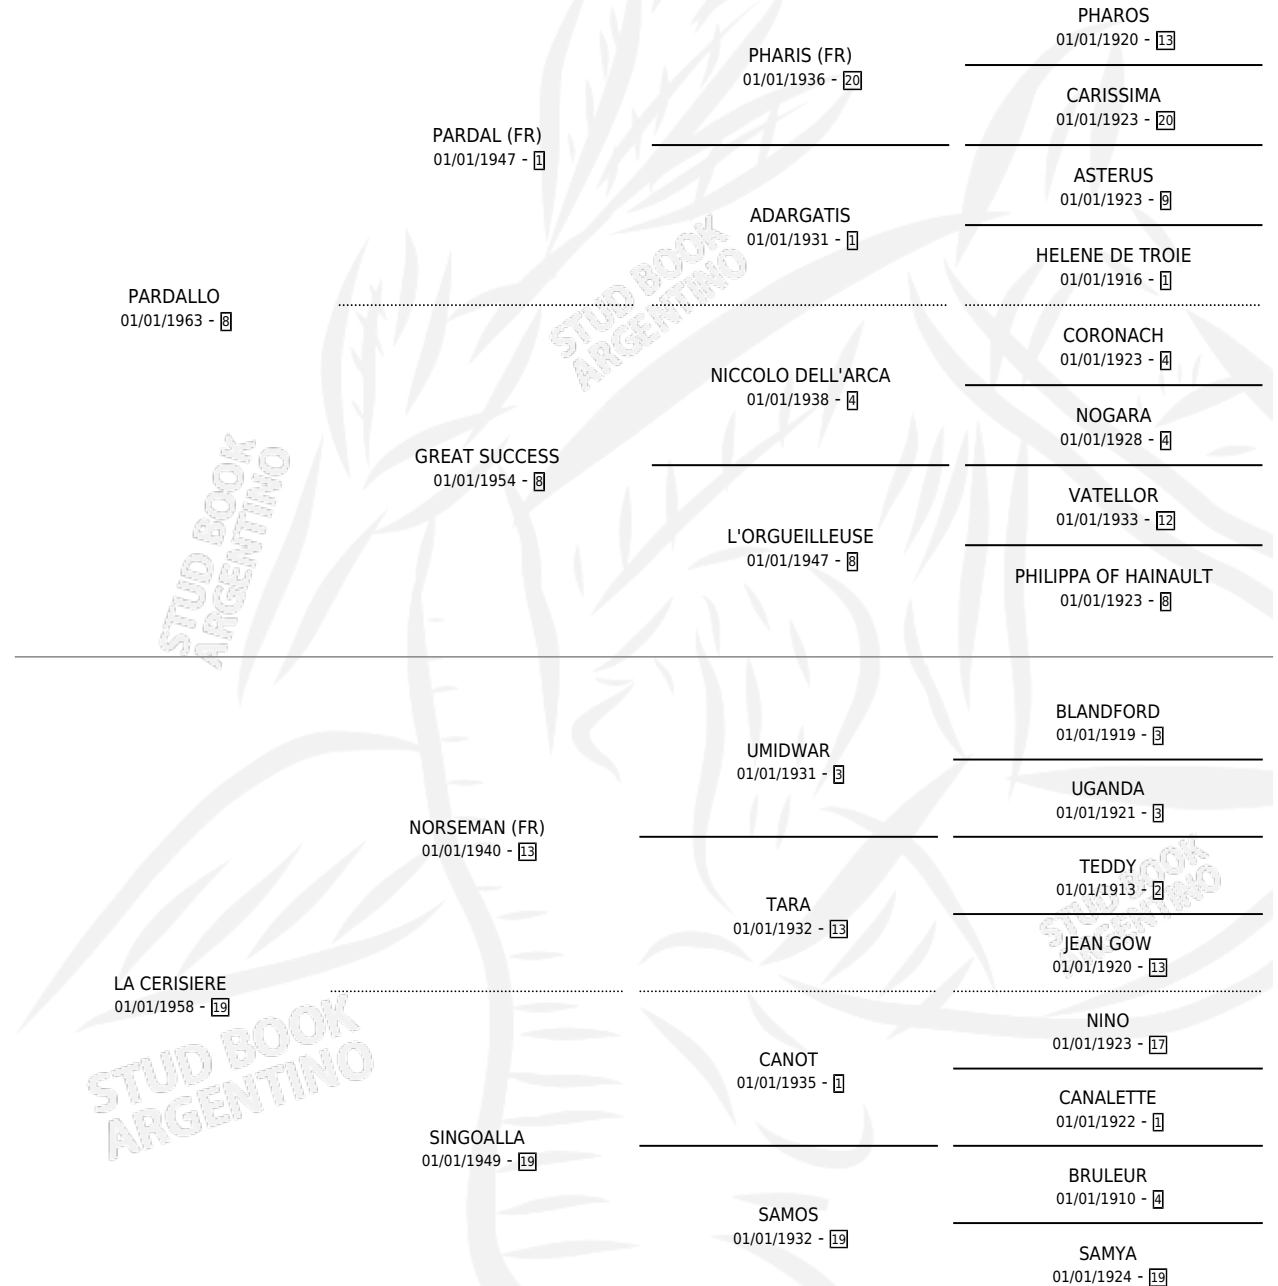 PHAROS
01/01/1920 - 13
PHARIS (FR)
01/01/1936 - 20
CARISSIMA
01/01/1923 - 20
PARDAL (FR)
01/01/1947 - 1
ASTERUS
01/01/1923 - 9
ADARGATIS
01/01/1931 - 1
HELENE DE TROIE
01/01/1916 - 1
PARDALLO
01/01/1963 - 8
STUD BOOK
ARGENTINO
CORONACH
01/01/1923 - 4
NICCOLO DELL'ARCA
01/01/1938 - 4
NOGARA
01/01/1928 - 4
GREAT SUCCESS
01/01/1954 - 8
VATELLOR
01/01/1933 - 12
L'ORGUEILLEUSE
01/01/1947 - 8
PHILIPPA OF HAINAULT
01/01/1923 - 8
STUD BOOK
ARGENTINO
BLANDFORD
01/01/1919 - 3
UMIDWAR
01/01/1931 - 3
UGANDA
01/01/1921 - 3
NORSEMAN (FR)
01/01/1940 - 13
TEDDY
01/01/1913 - 2
TARA
01/01/1932 - 13
JEAN GOW
01/01/1920 - 13
STUD BOOK
ARGENTINO
LA CERISIERE
01/01/1958 - 19
NINO
01/01/1923 - 17
CANOT
01/01/1935 - 1
CANALETTE
01/01/1922 - 1
STUD BOOK
ARGENTINO
SINGOALLA
01/01/1949 - 19
BRULEUR
01/01/1910 - 4
SAMOS
01/01/1932 - 19
SAMYA
01/01/1924 - 19